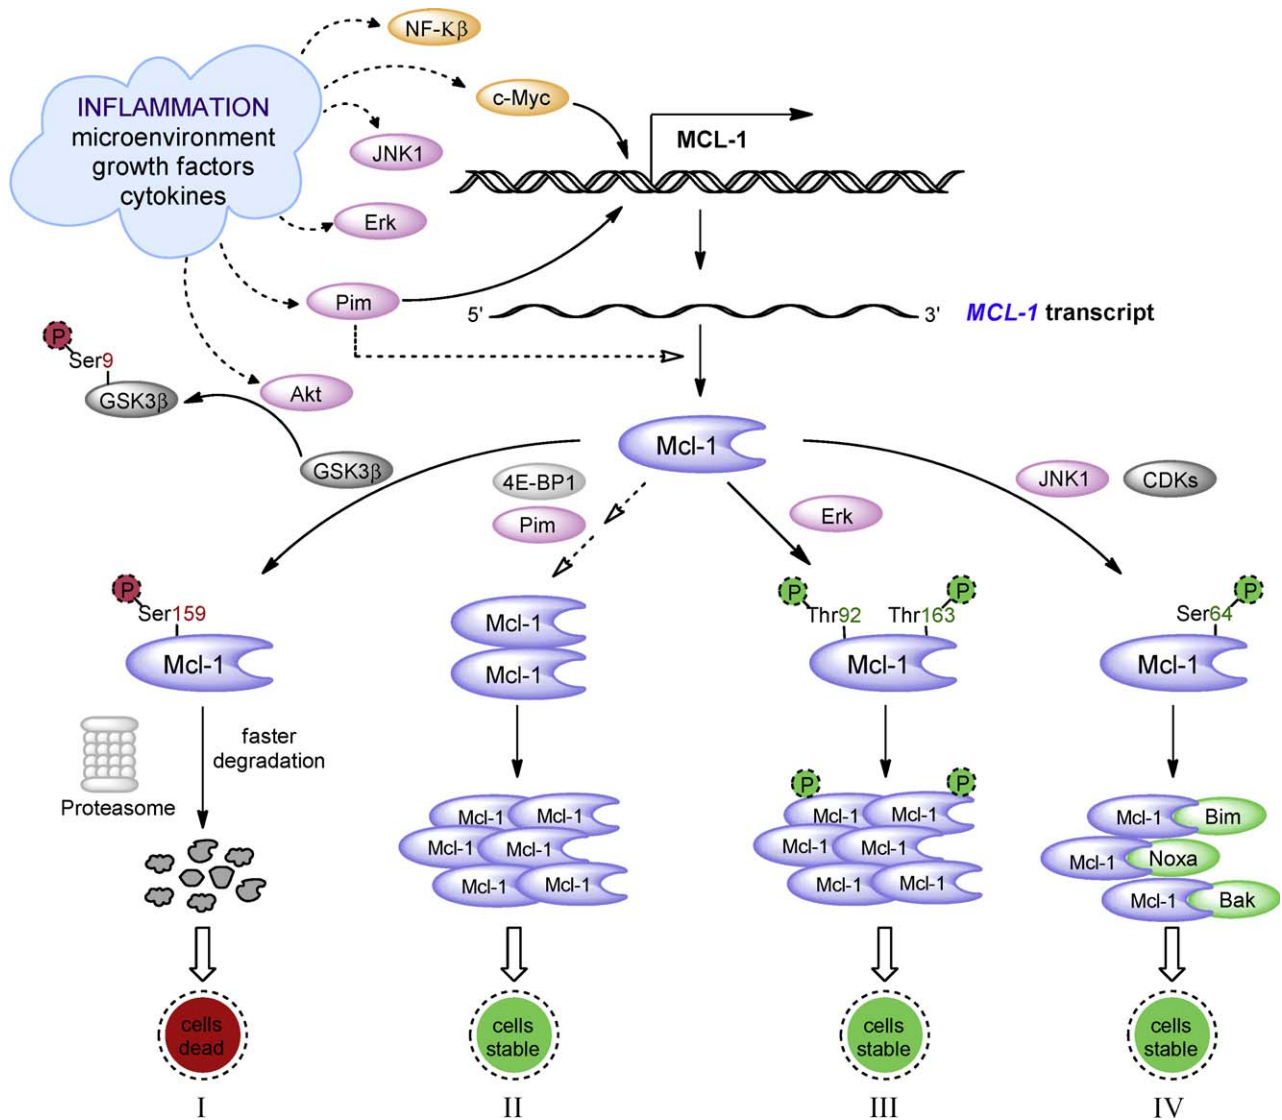 NF-Kβ
c-Myc
INFLAMMATION
microenvironment
growth factors
cytokines
MCL-1
JNK1
Erk
Pim
5' 3' MCL-1 transcript
P
Ser9
GSK3β
Akt
Mcl-1
GSK3β
4E-BP1
Pim
Erk
JNK1 CDKs
P
Ser159
Mcl-1
Mcl-1
Mcl-1
P P
Thr92 Thr163
Mcl-1
P
Ser64
Mcl-1
faster
degradation
Proteasome
Mcl-1 Mcl-1
Mcl-1 Mcl-1
Mcl-1 Mcl-1
P P
Mcl-1 Mcl-1
Mcl-1 Mcl-1
Mcl-1 Mcl-1
Mcl-1 Bim
Mcl-1 Noxa
Mcl-1 Bak
cells
dead
cells
stable
cells
stable
cells
stable
I II III IV